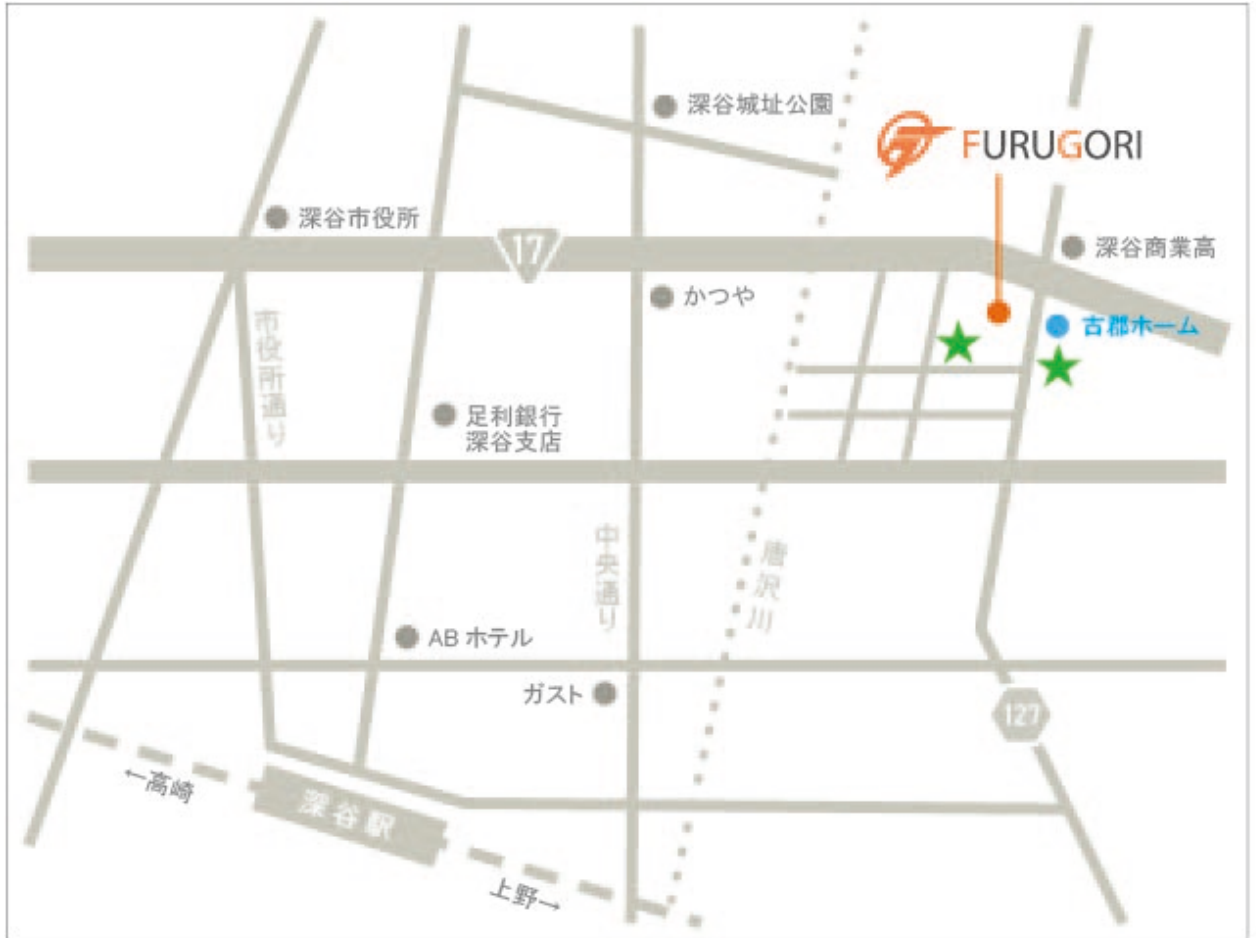 深谷城址公園
FURUGORI
深谷市役所
17
深谷商業高
かつや
古郡ホーム
市役所通り
足利銀行
深谷支店
中央通り
唐沢川
ABホテル
ガスト
127
←高崎
深谷駅
上野→